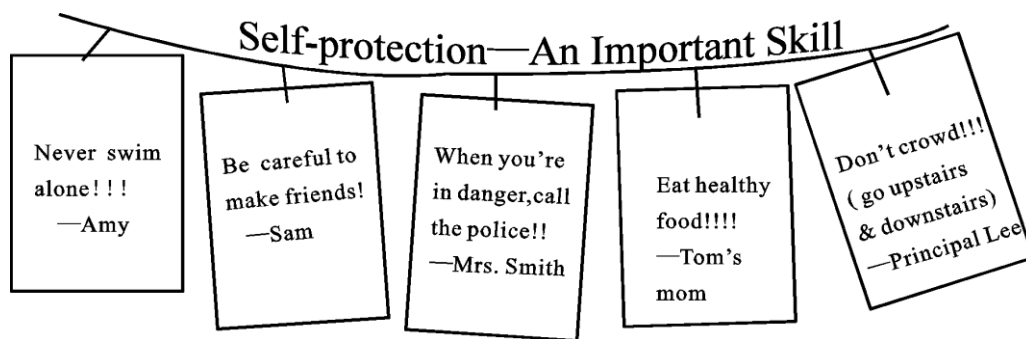 Self-protection—An Important Skill
Never swim
alone!!!
—Amy
Be careful to
make friends!
—Sam
When you're
in danger,call
the police!!
—Mrs. Smith
Eat healthy
food!!!!
—Tom's
mom
Don't crowd!!!
(go upstairs
& downstairs)
—Principal Lee